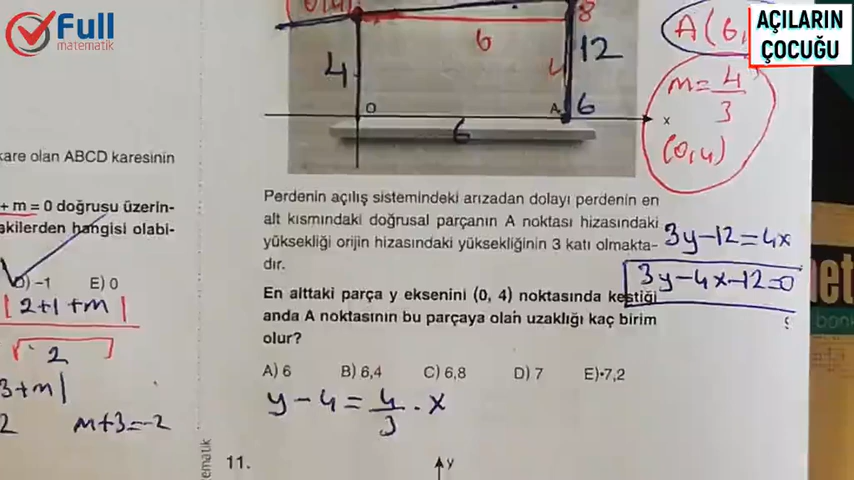 Full
matematik
AÇILARIN
ÇOCUĞU
6
8
4
4
12
O
A
6
x
6
A(6,
m = 4/3
(0,4)
kare olan ABCD karesinin
+ m = 0 doğrusu üzerin-
akilerden hangisi olabi-
D) –1 E) 0
|2+1+m|
2
3+m|
2
m+3=-2
Perdenin açılış sistemindeki arızadan dolayı perdenin en
alt kısmındaki doğrusal parçanın A noktası hizasındaki
yüksekliği orijin hizasındaki yüksekliğinin 3 katı olmakta-
dır.
3y-12=4x
3y-4x-12=0
En alttaki parça y eksenini (0, 4) noktasında kestiği
anda A noktasının bu parçaya olan uzaklığı kaç birim
olur?
A) 6 B) 6,4 C) 6,8 D) 7 E) 7,2
y-4 = 4/3 . x
11.
y
ematik